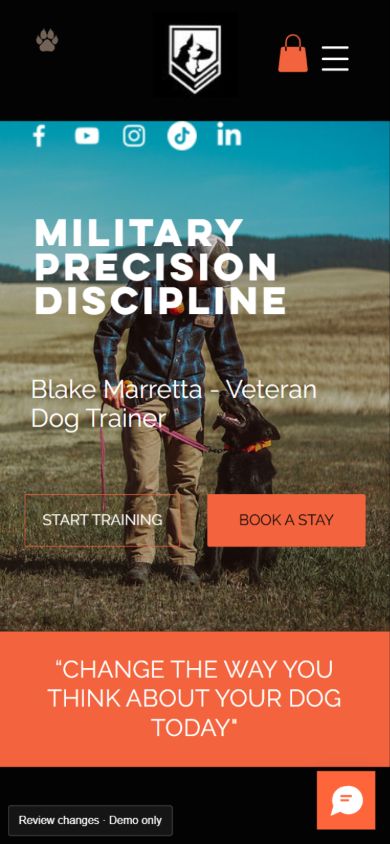 MILITARY
PRECISION
DISCIPLINE
Blake Marretta - Veteran
Dog Trainer
START TRAINING
BOOK A STAY
“CHANGE THE WAY YOU
THINK ABOUT YOUR DOG
TODAY"
Review changes · Demo only